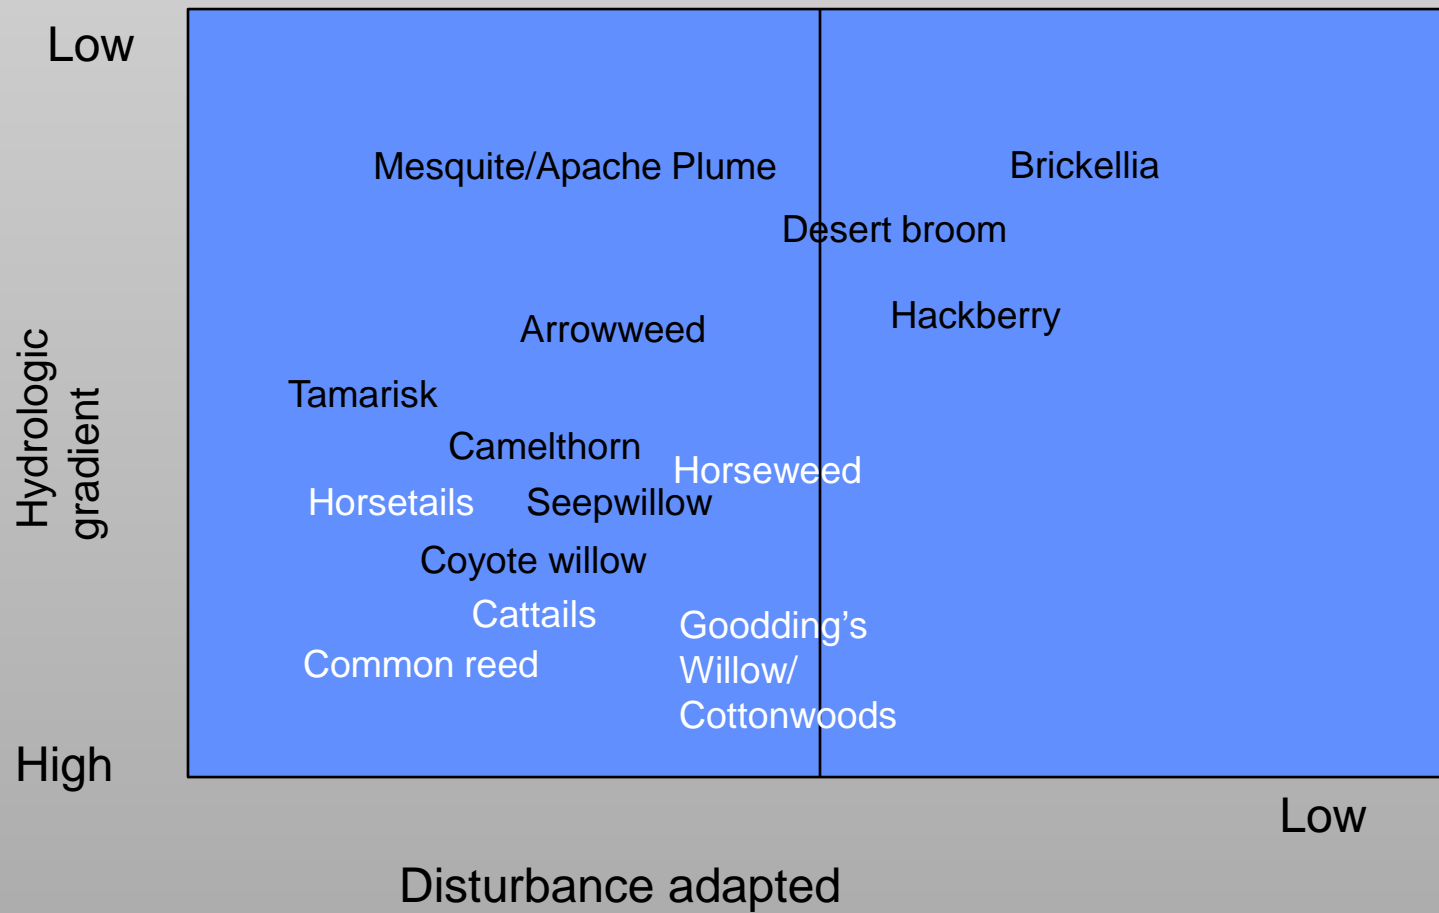 Low
Mesquite/Apache Plume
Brickellia
Desert broom
Hackberry
Arrowweed
Hydrologic
gradient
Tamarisk
Camelthorn
Horseweed
Horsetails
Seepwillow
Coyote willow
Cattails
Goodding’s
Willow/
Cottonwoods
Common reed
High
Low
Disturbance adapted